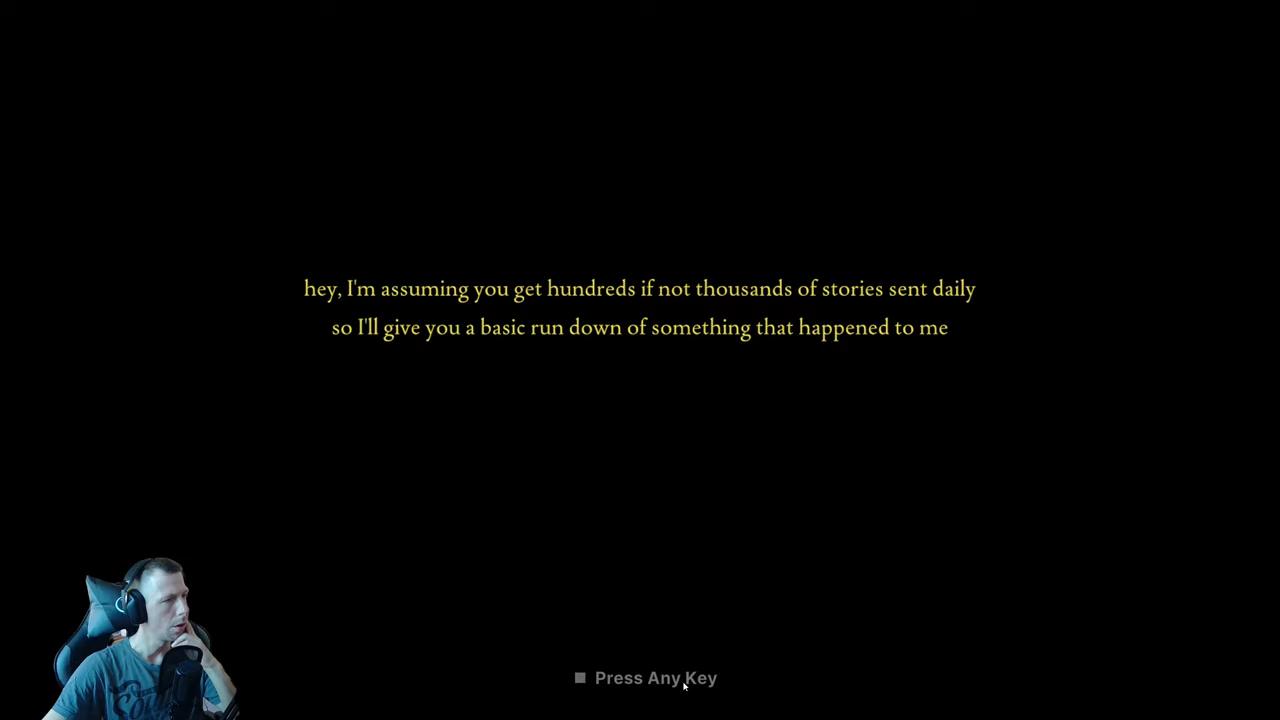 hey, I'm assuming you get hundreds if not thousands of stories sent daily
so I'll give you a basic run down of something that happened to me
Press Any Key